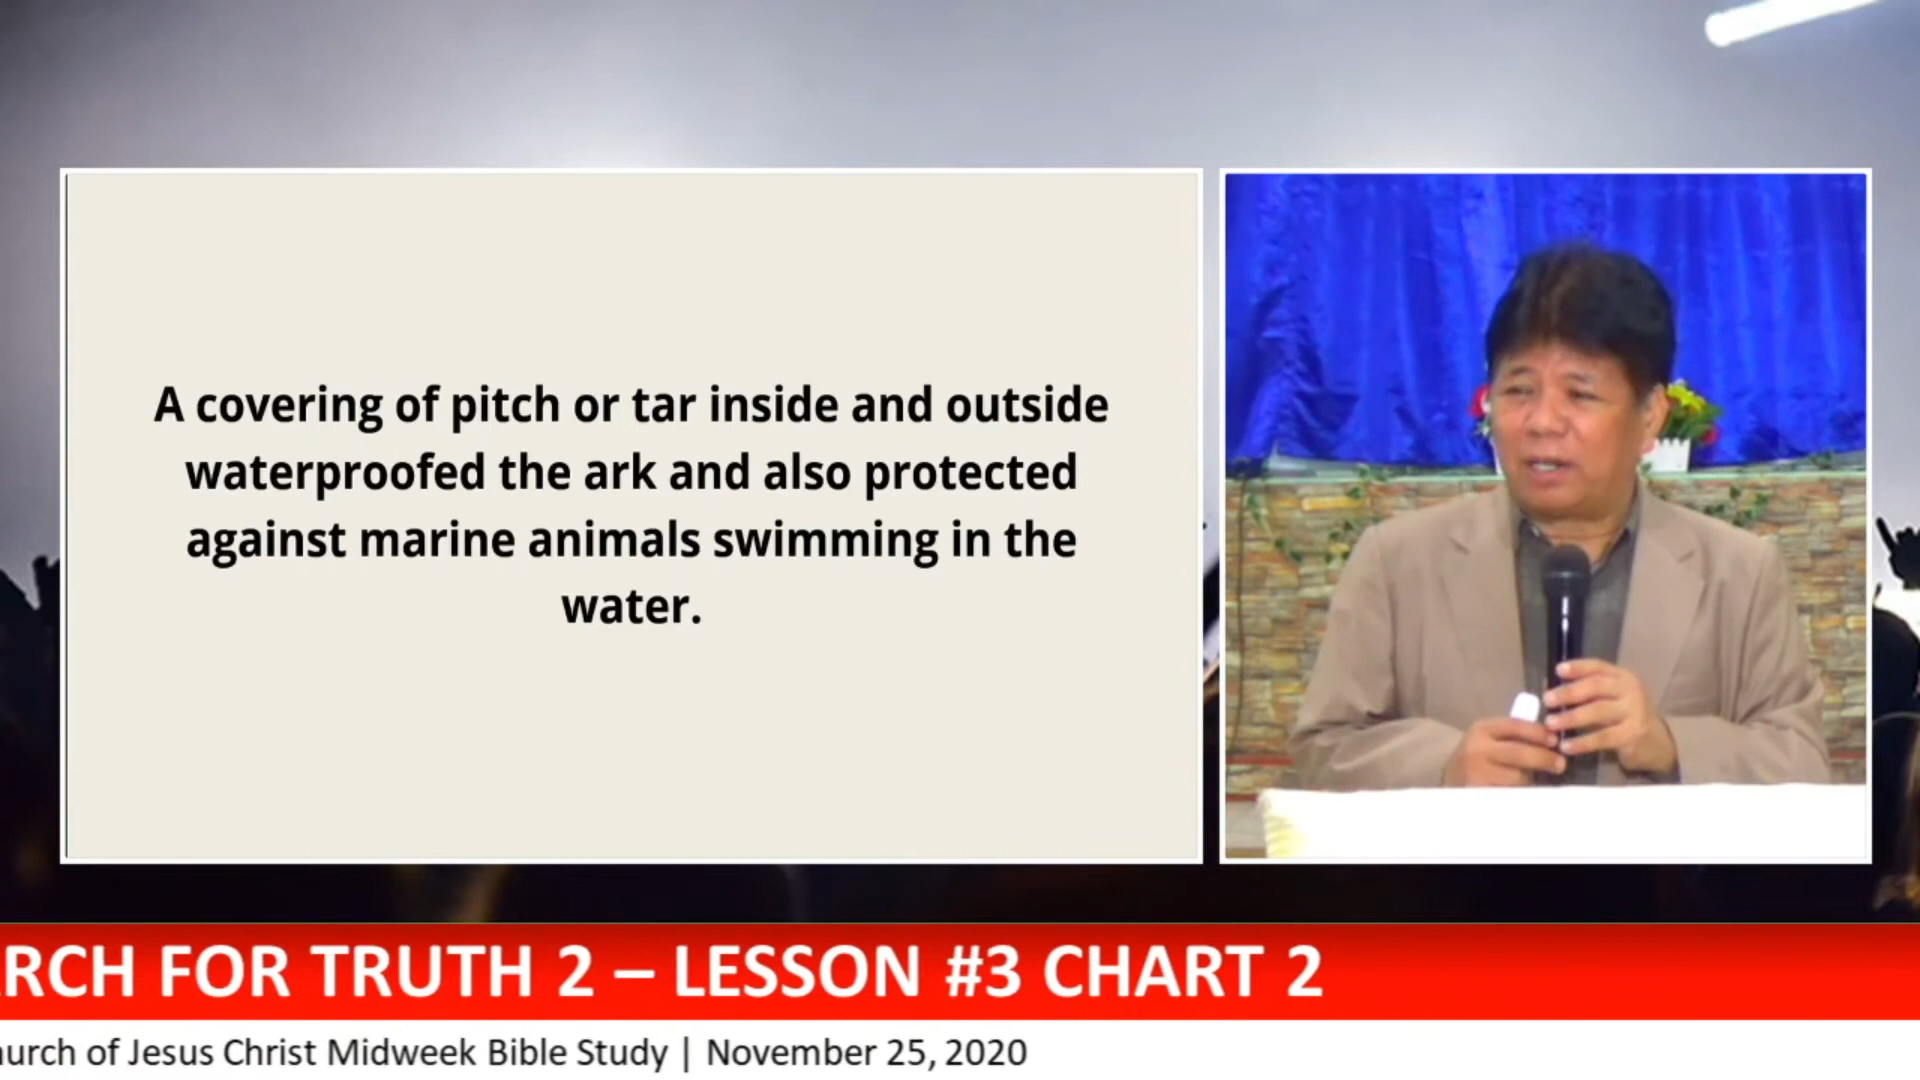 A covering of pitch or tar inside and outside
waterproofed the ark and also protected
against marine animals swimming in the
water.
RCH FOR TRUTH 2 – LESSON #3 CHART 2
urch of Jesus Christ Midweek Bible Study | November 25, 2020